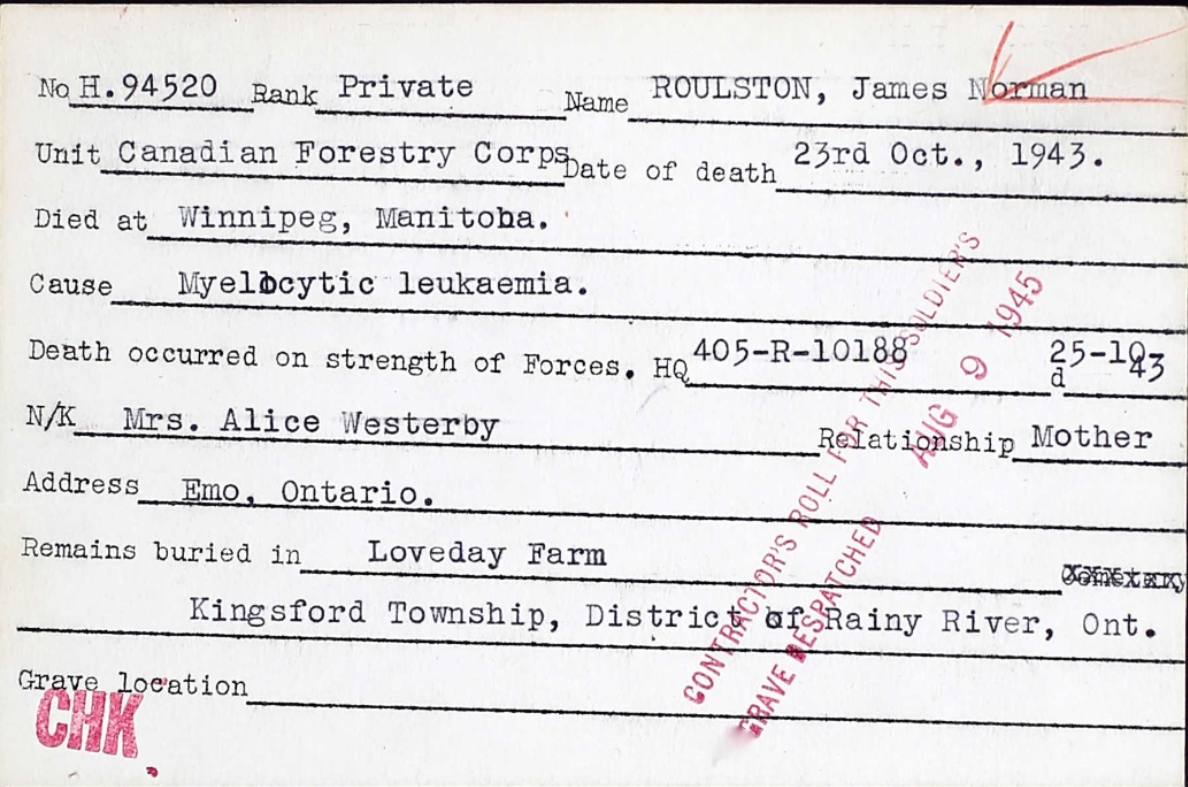 No H.94520 Rank Private Name ROULSTON, James Norman
Unit Canadian Forestry Corps Date of death 23rd Oct., 1943.
Died at Winnipeg, Manitoba.
Cause Myelocytic leukaemia.
Death occurred on strength of Forces. HQ 405-R-10188 d 25-10-43
N/K Mrs. Alice Westerby Relationship Mother
Address Emo, Ontario.
Remains buried in Loveday Farm Cemetery
Kingsford Township, District of Rainy River, Ont.
Grave location
CHK.
CONTRACTOR'S ROLL FOR THIS SOLDIER'S
GRAVE DESPATCHED AUG 9 1945